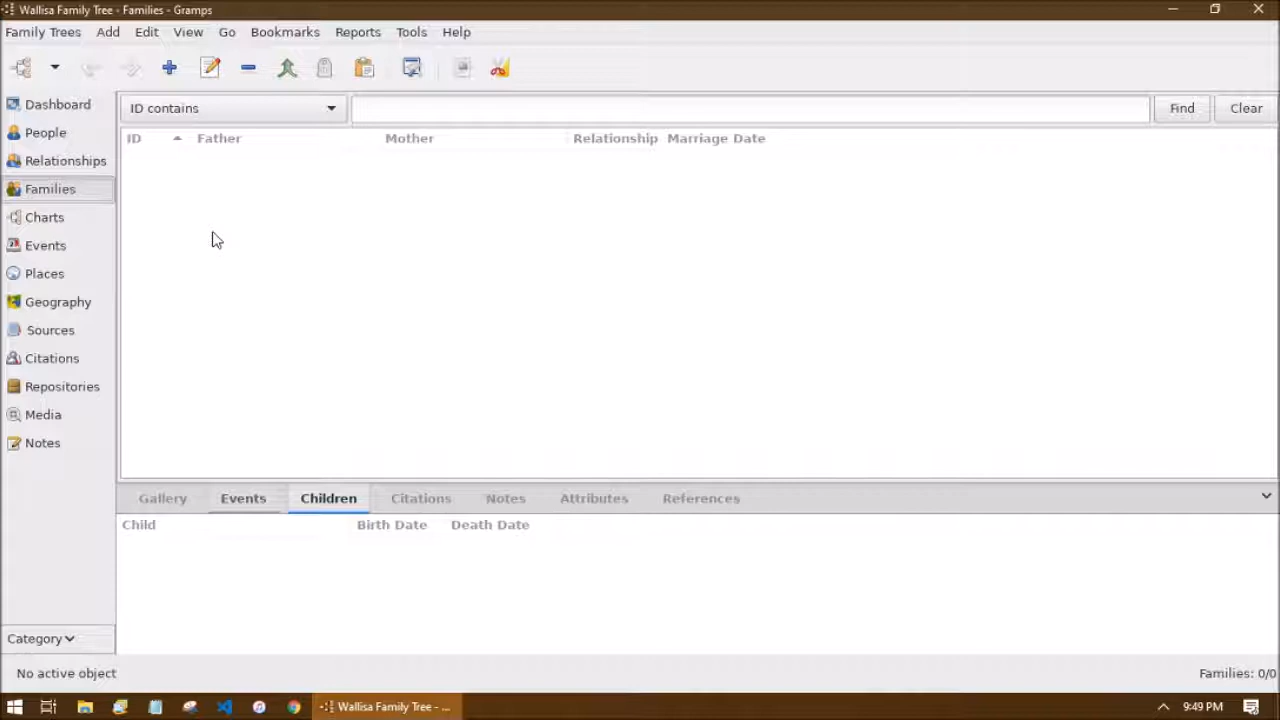 Wallisa Family Tree - Families - Gramps
Family Trees Add Edit View Go Bookmarks Reports Tools Help
Dashboard
People
Relationships
Families
Charts
Events
Places
Geography
Sources
Citations
Repositories
Media
Notes
Category
ID contains Find Clear
ID Father Mother Relationship Marriage Date
Gallery Events Children Citations Notes Attributes References
Child Birth Date Death Date
No active object Families: 0/0
Wallisa Family Tree - ... 9:49 PM